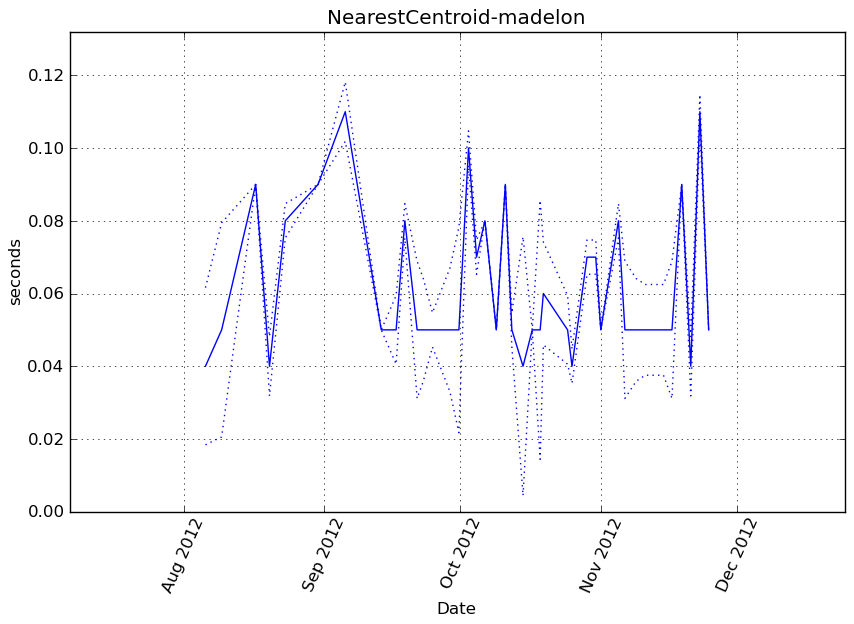 NearestCentroid-madelon
0.12
0.10
0.08
0.06
0.04
0.02
0.00
seconds
Aug 2012
Sep 2012
Oct 2012
Nov 2012
Dec 2012
Date